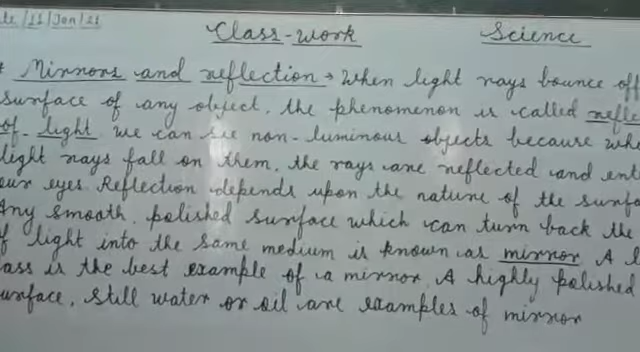 11/Jan/21
Class-work Science
Mirrors and reflection → When light rays bounce off
surface of any object. the phenomenon is called refle
of light. We can see non-luminous objects because whe
light rays fall on them, the rays are reflected and ent
our eyes. Reflection depends upon the nature of the surfa
Any smooth, polished surface which can turn back the
of light into the same medium is known as mirror. A
ass is the best example of a mirror. A highly polished
urface, still water or oil are examples of mirror